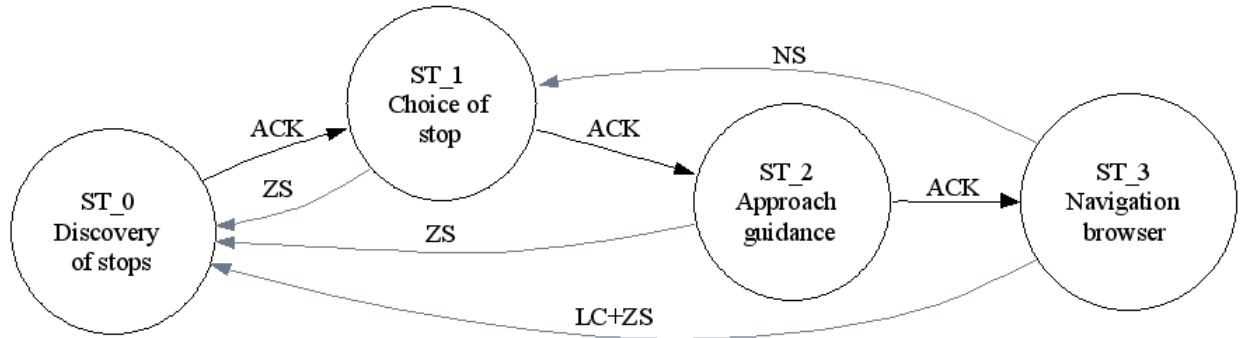 ST_0
Discovery
of stops
ACK
ZS
ST_1
Choice of
stop
ACK
ZS
ST_2
Approach
guidance
ACK
NS
LC+ZS
ST_3
Navigation
browser